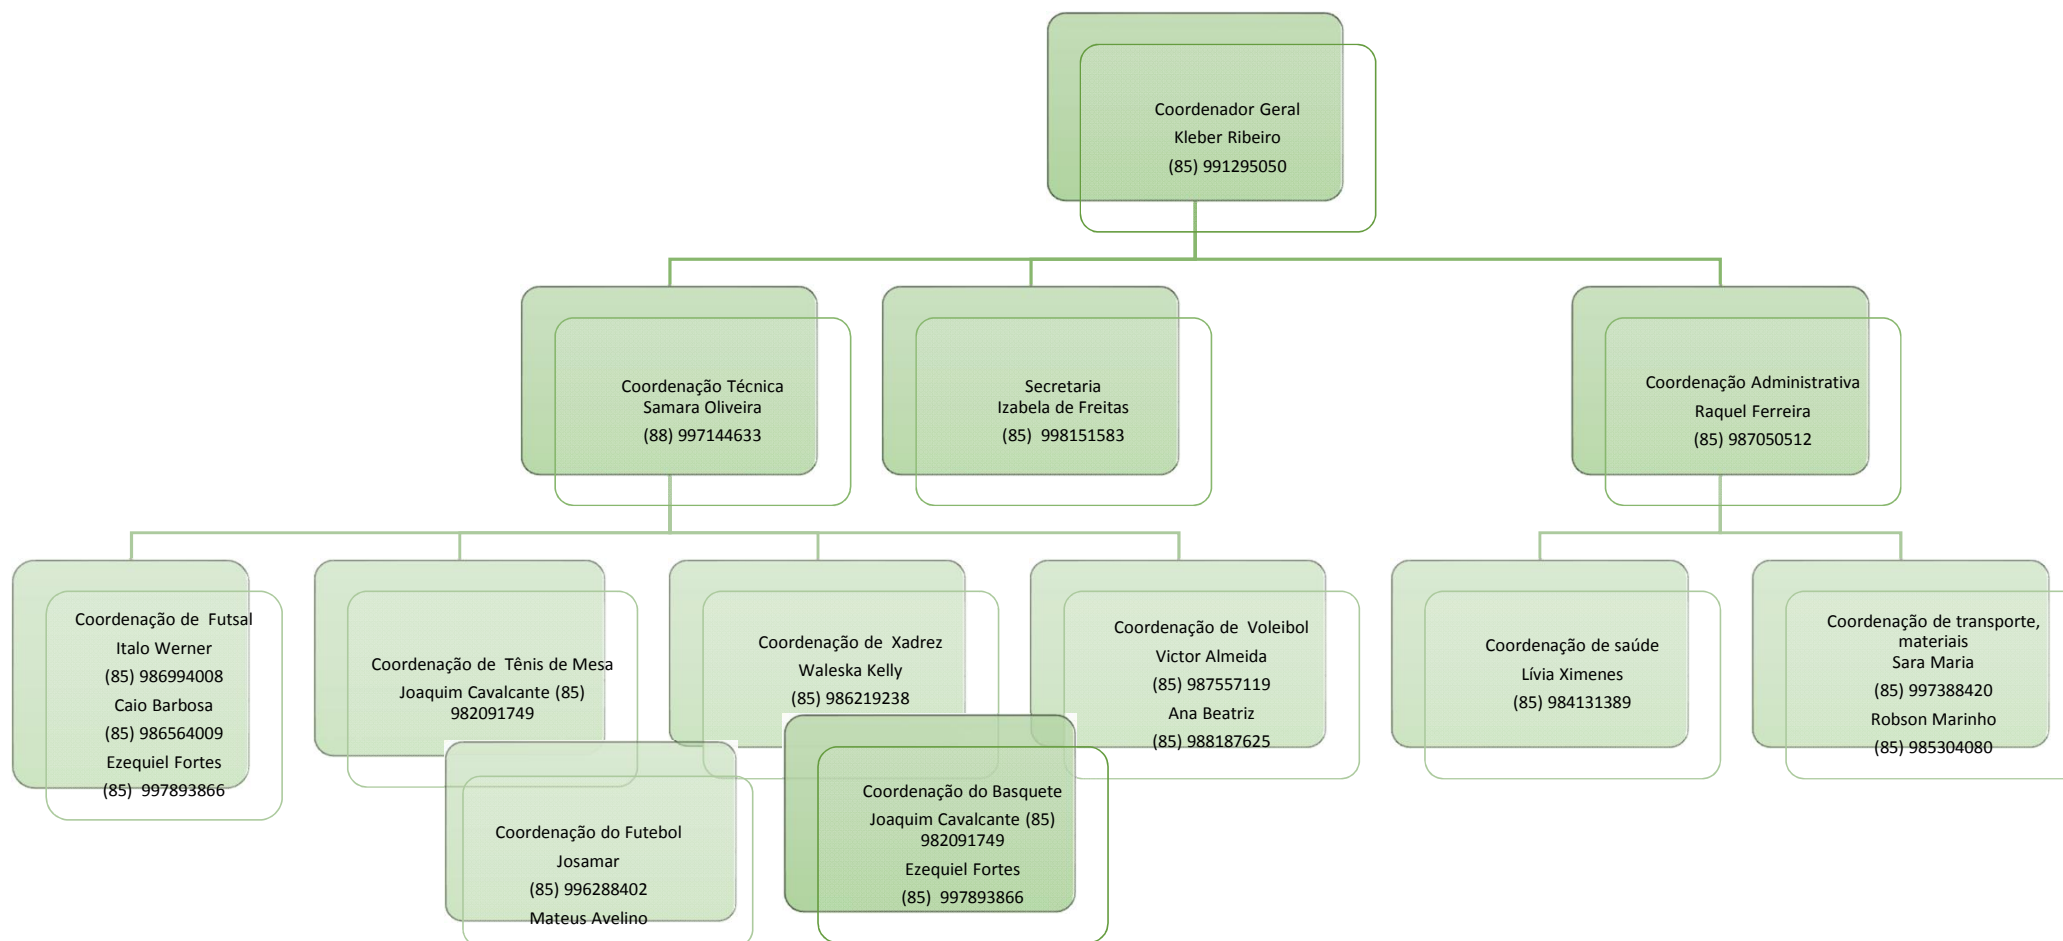 Coordenador Geral
Kleber Ribeiro
(85) 991295050
Coordenação Técnica
Samara Oliveira
(88) 997144633
Secretaria
Izabela de Freitas
(85)  998151583
Coordenação Administrativa
Raquel Ferreira
(85) 987050512
Coordenação de  Futsal
Italo Werner
(85) 986994008
Caio Barbosa
(85) 986564009
Ezequiel Fortes
(85)  997893866
Coordenação de  Tênis de Mesa
Joaquim Cavalcante (85)
982091749
Coordenação de  Xadrez
Waleska Kelly
(85) 986219238
Coordenação de  Voleibol
Victor Almeida
(85) 987557119
Ana Beatriz
(85) 988187625
Coordenação de saúde
Lívia Ximenes
(85) 984131389
Coordenação de transporte,
materiais
Sara Maria
(85) 997388420
Robson Marinho
(85) 985304080
Coordenação do Futebol
Josamar
(85) 996288402
Mateus Avelino
Coordenação do Basquete
Joaquim Cavalcante (85)
982091749
Ezequiel Fortes
(85)  997893866